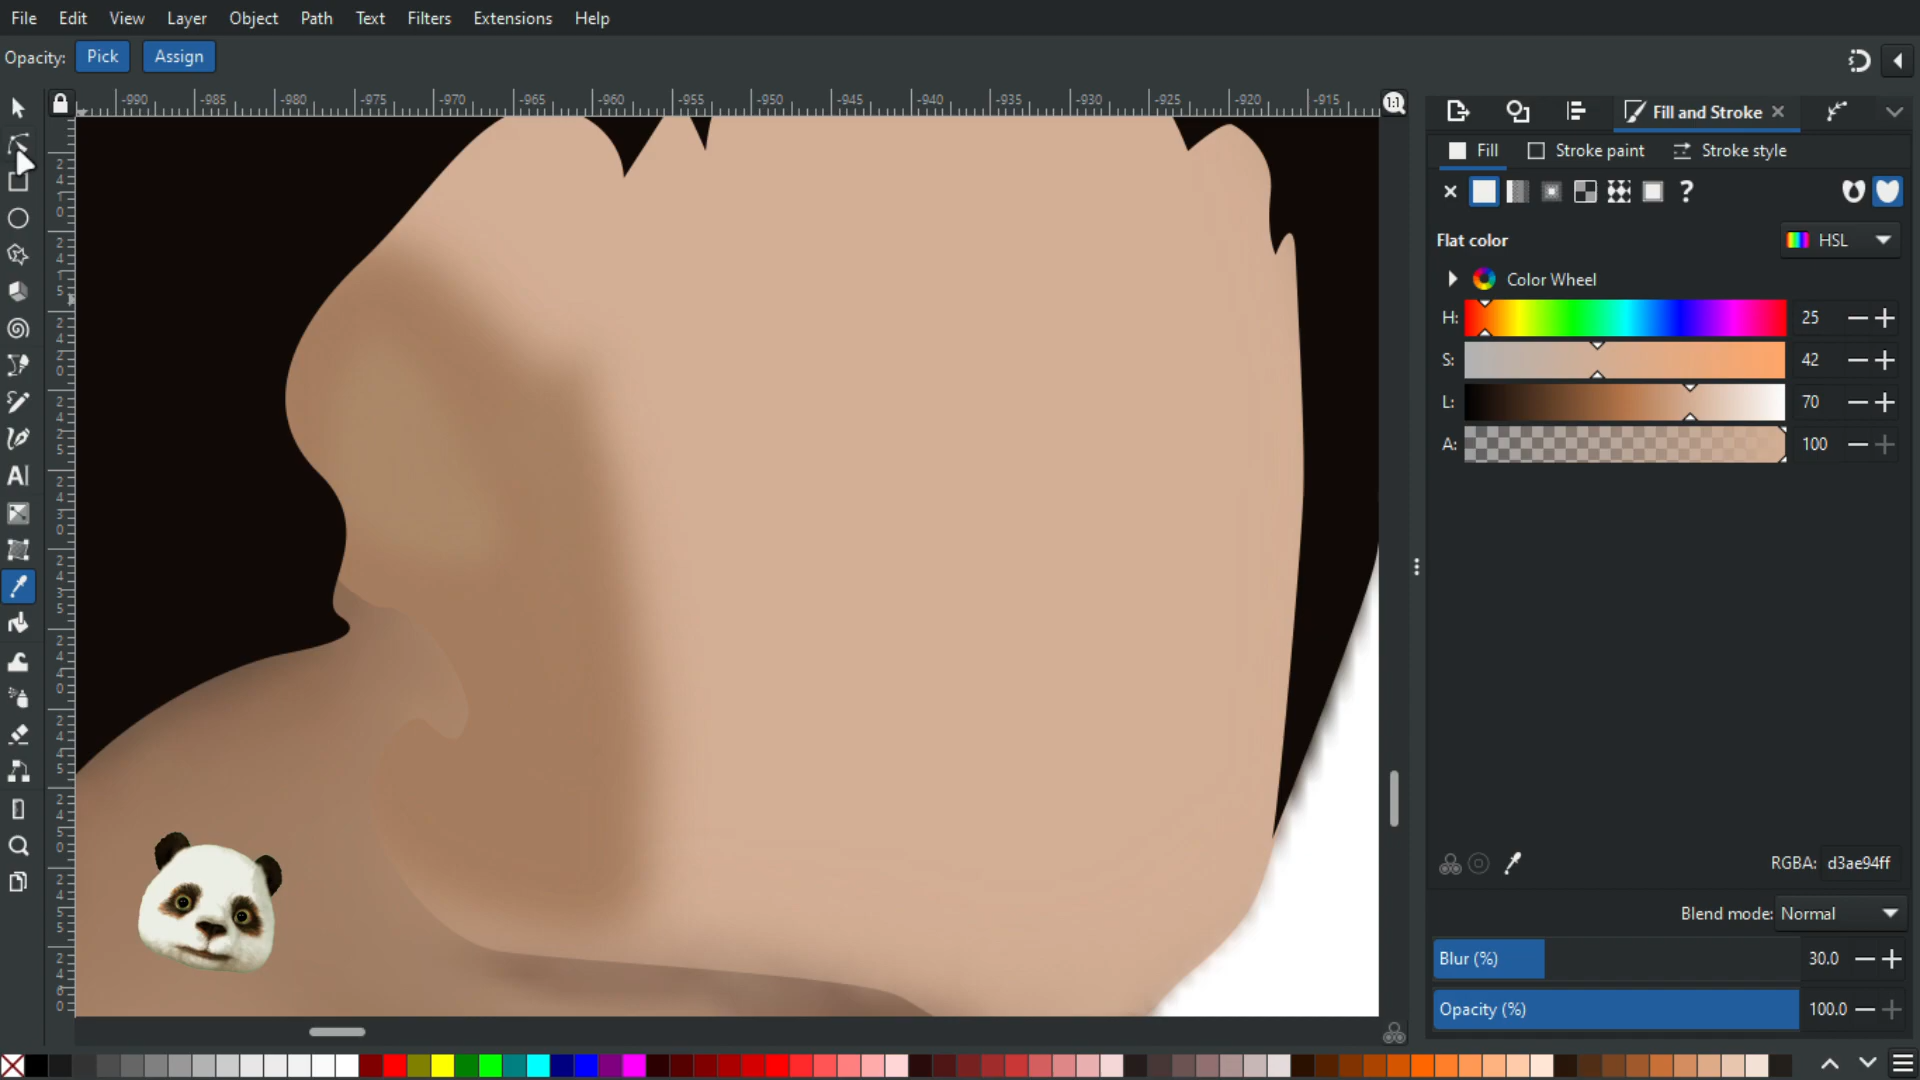 File Edit View Layer Object Path Text Filters Extensions Help
Opacity: Pick Assign
-990 -985 -980 -975 -970 -965 -960 -955 -950 -945 -940 -935 -930 -925 -920 -915
1:1
Fill and Stroke
Fill Stroke paint Stroke style
?
Flat color HSL
Color Wheel
H: 25
S: 42
L: 70
A: 100
A
RGBA: d3ae94ff
Blend mode: Normal
Blur (%) 30.0
Opacity (%) 100.0